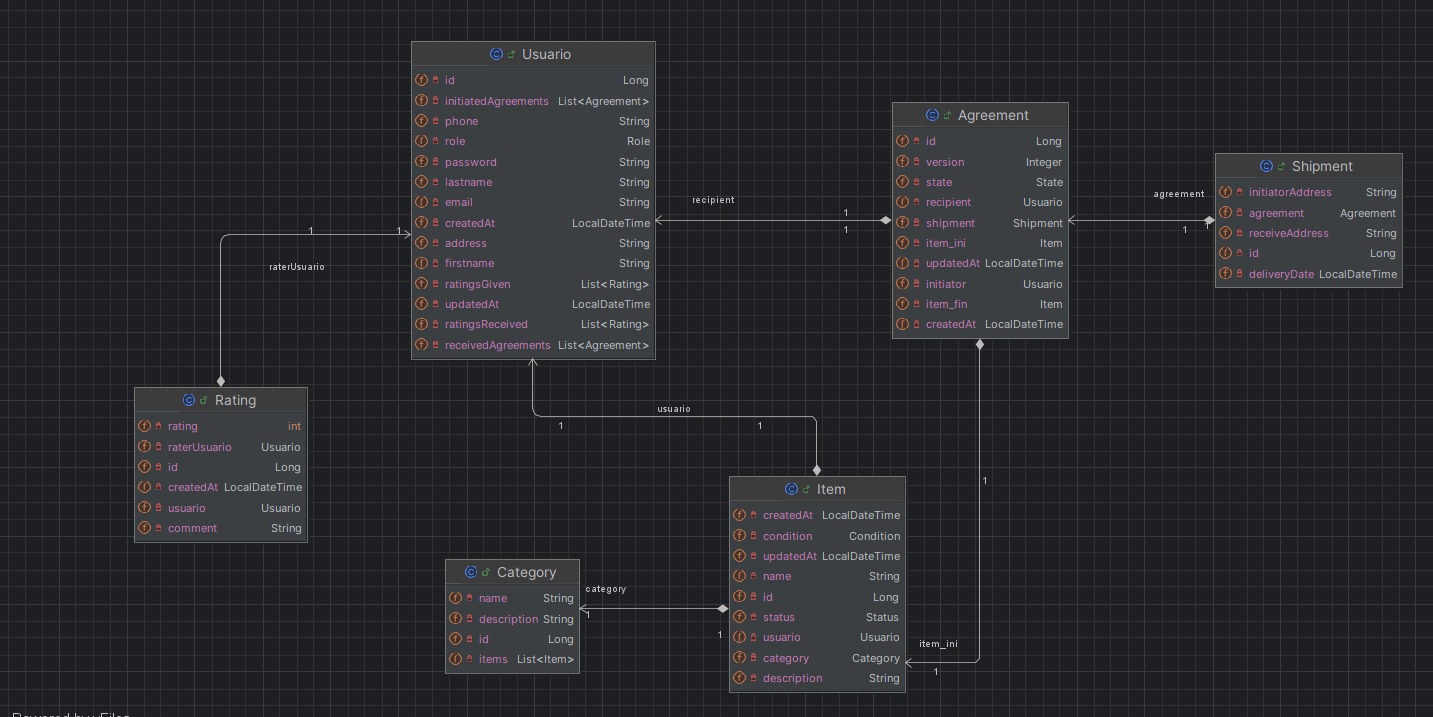 Usuario
id Long
initiatedAgreements List<Agreement>
phone String
role Role
password String
lastname String
email String
createdAt LocalDateTime
address String
firstname String
ratingsGiven List<Rating>
updatedAt LocalDateTime
ratingsReceived List<Rating>
receivedAgreements List<Agreement>
recipient
1
1
Agreement
id Long
version Integer
state State
recipient Usuario
shipment Shipment
item_ini Item
updatedAt LocalDateTime
initiator Usuario
item_fin Item
createdAt LocalDateTime
agreement
1
1
Shipment
initiatorAddress String
agreement Agreement
receiveAddress String
id Long
deliveryDate LocalDateTime
1
1
raterUsuario
Rating
rating int
raterUsuario Usuario
id Long
createdAt LocalDateTime
usuario Usuario
comment String
usuario
1
1
1
item_ini
1
Item
createdAt LocalDateTime
condition Condition
updatedAt LocalDateTime
name String
id Long
status Status
usuario Usuario
category Category
description String
category
1
1
Category
name String
description String
id Long
items List<Item>
Powered by yFiles